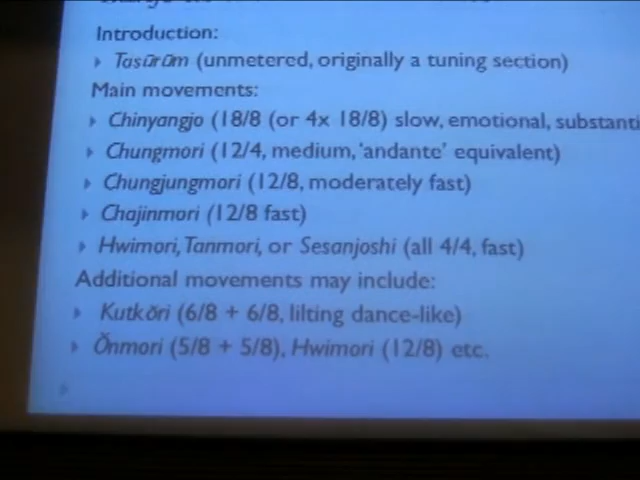 Introduction:
Tasŭrŭm (unmetered, originally a tuning section)
Main movements:
Chinyangjo (18/8 (or 4x 18/8) slow, emotional, substanti
Chungmori (12/4, medium, 'andante' equivalent)
Chungjungmori (12/8, moderately fast)
Chajinmori (12/8 fast)
Hwimori, Tanmori, or Sesanjoshi (all 4/4, fast)
Additional movements may include:
Kutkŏri (6/8 + 6/8, lilting dance-like)
Ŏnmori (5/8 + 5/8), Hwimori (12/8) etc.